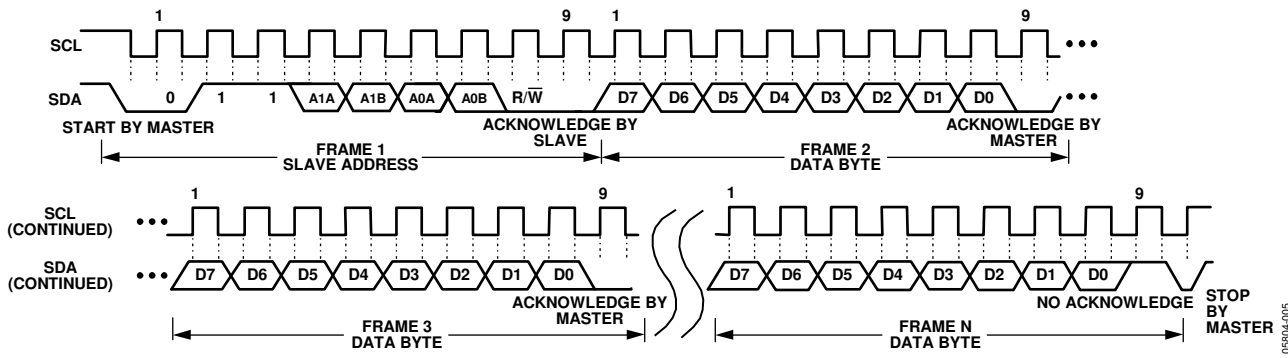 1 9 1 9
SCL
SDA 0 1 1 A1A A1B A0A A0B R/W̅ D7 D6 D5 D4 D3 D2 D1 D0
START BY MASTER
ACKNOWLEDGE BY
SLAVE
ACKNOWLEDGE BY
MASTER
FRAME 1
SLAVE ADDRESS
FRAME 2
DATA BYTE
1 9 1 9
SCL
(CONTINUED)
SDA
(CONTINUED)
D7 D6 D5 D4 D3 D2 D1 D0
D7 D6 D5 D4 D3 D2 D1 D0
ACKNOWLEDGE BY
MASTER
NO ACKNOWLEDGE
STOP
BY
MASTER
FRAME 3
DATA BYTE
FRAME N
DATA BYTE
05804-005